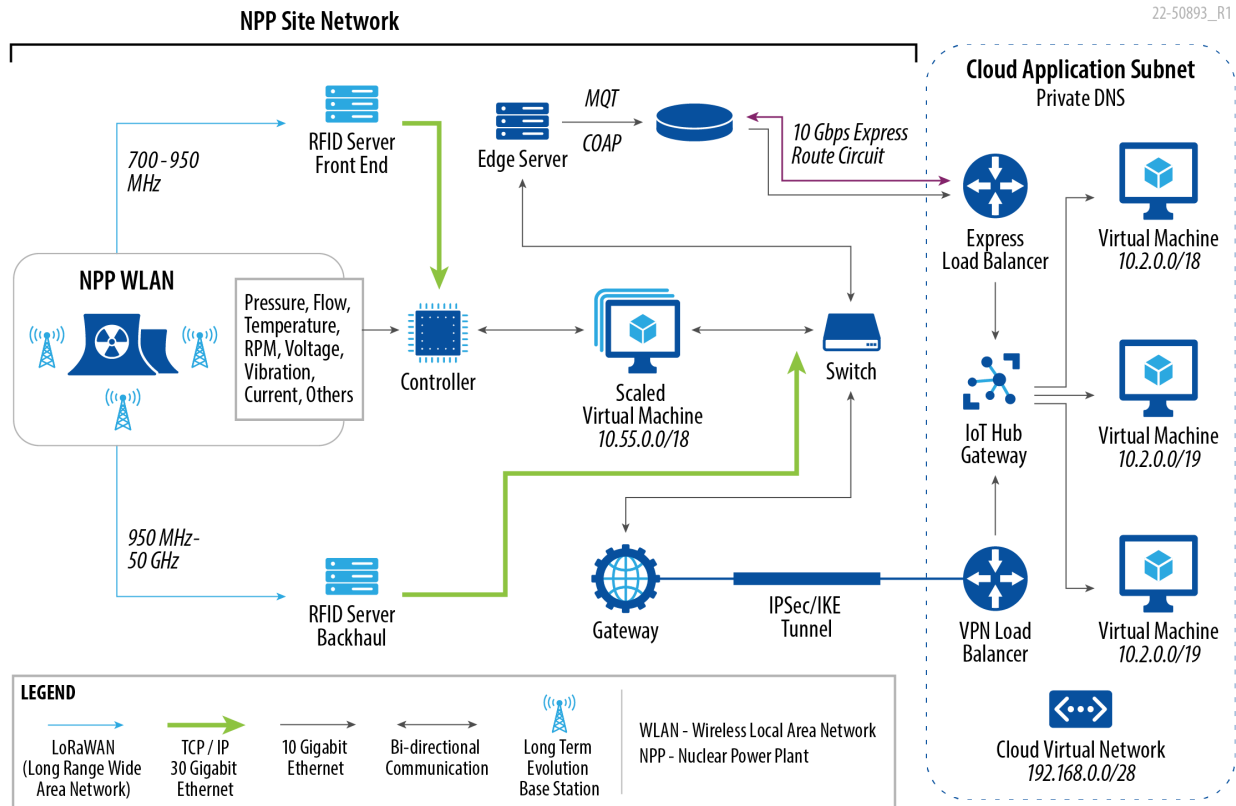 22-50893_R1
NPP Site Network
Cloud Application Subnet
Private DNS
700 - 950
MHz
RFID Server
Front End
Edge Server
MQT
COAP
10 Gbps Express
Route Circuit
Express
Load Balancer
Virtual Machine
10.2.0.0/18
NPP WLAN
Pressure, Flow,
Temperature,
RPM, Voltage,
Vibration,
Current, Others
Controller
Scaled
Virtual Machine
10.55.0.0/18
Switch
IoT Hub
Gateway
Virtual Machine
10.2.0.0/19
950 MHz-
50 GHz
RFID Server
Backhaul
Gateway
IPSec/IKE
Tunnel
VPN Load
Balancer
Virtual Machine
10.2.0.0/19
Cloud Virtual Network
192.168.0.0/28
LEGEND
LoRaWAN
(Long Range Wide
Area Network)
TCP / IP
30 Gigabit
Ethernet
10 Gigabit
Ethernet
Bi-directional
Communication
Long Term
Evolution
Base Station
WLAN - Wireless Local Area Network
NPP - Nuclear Power Plant